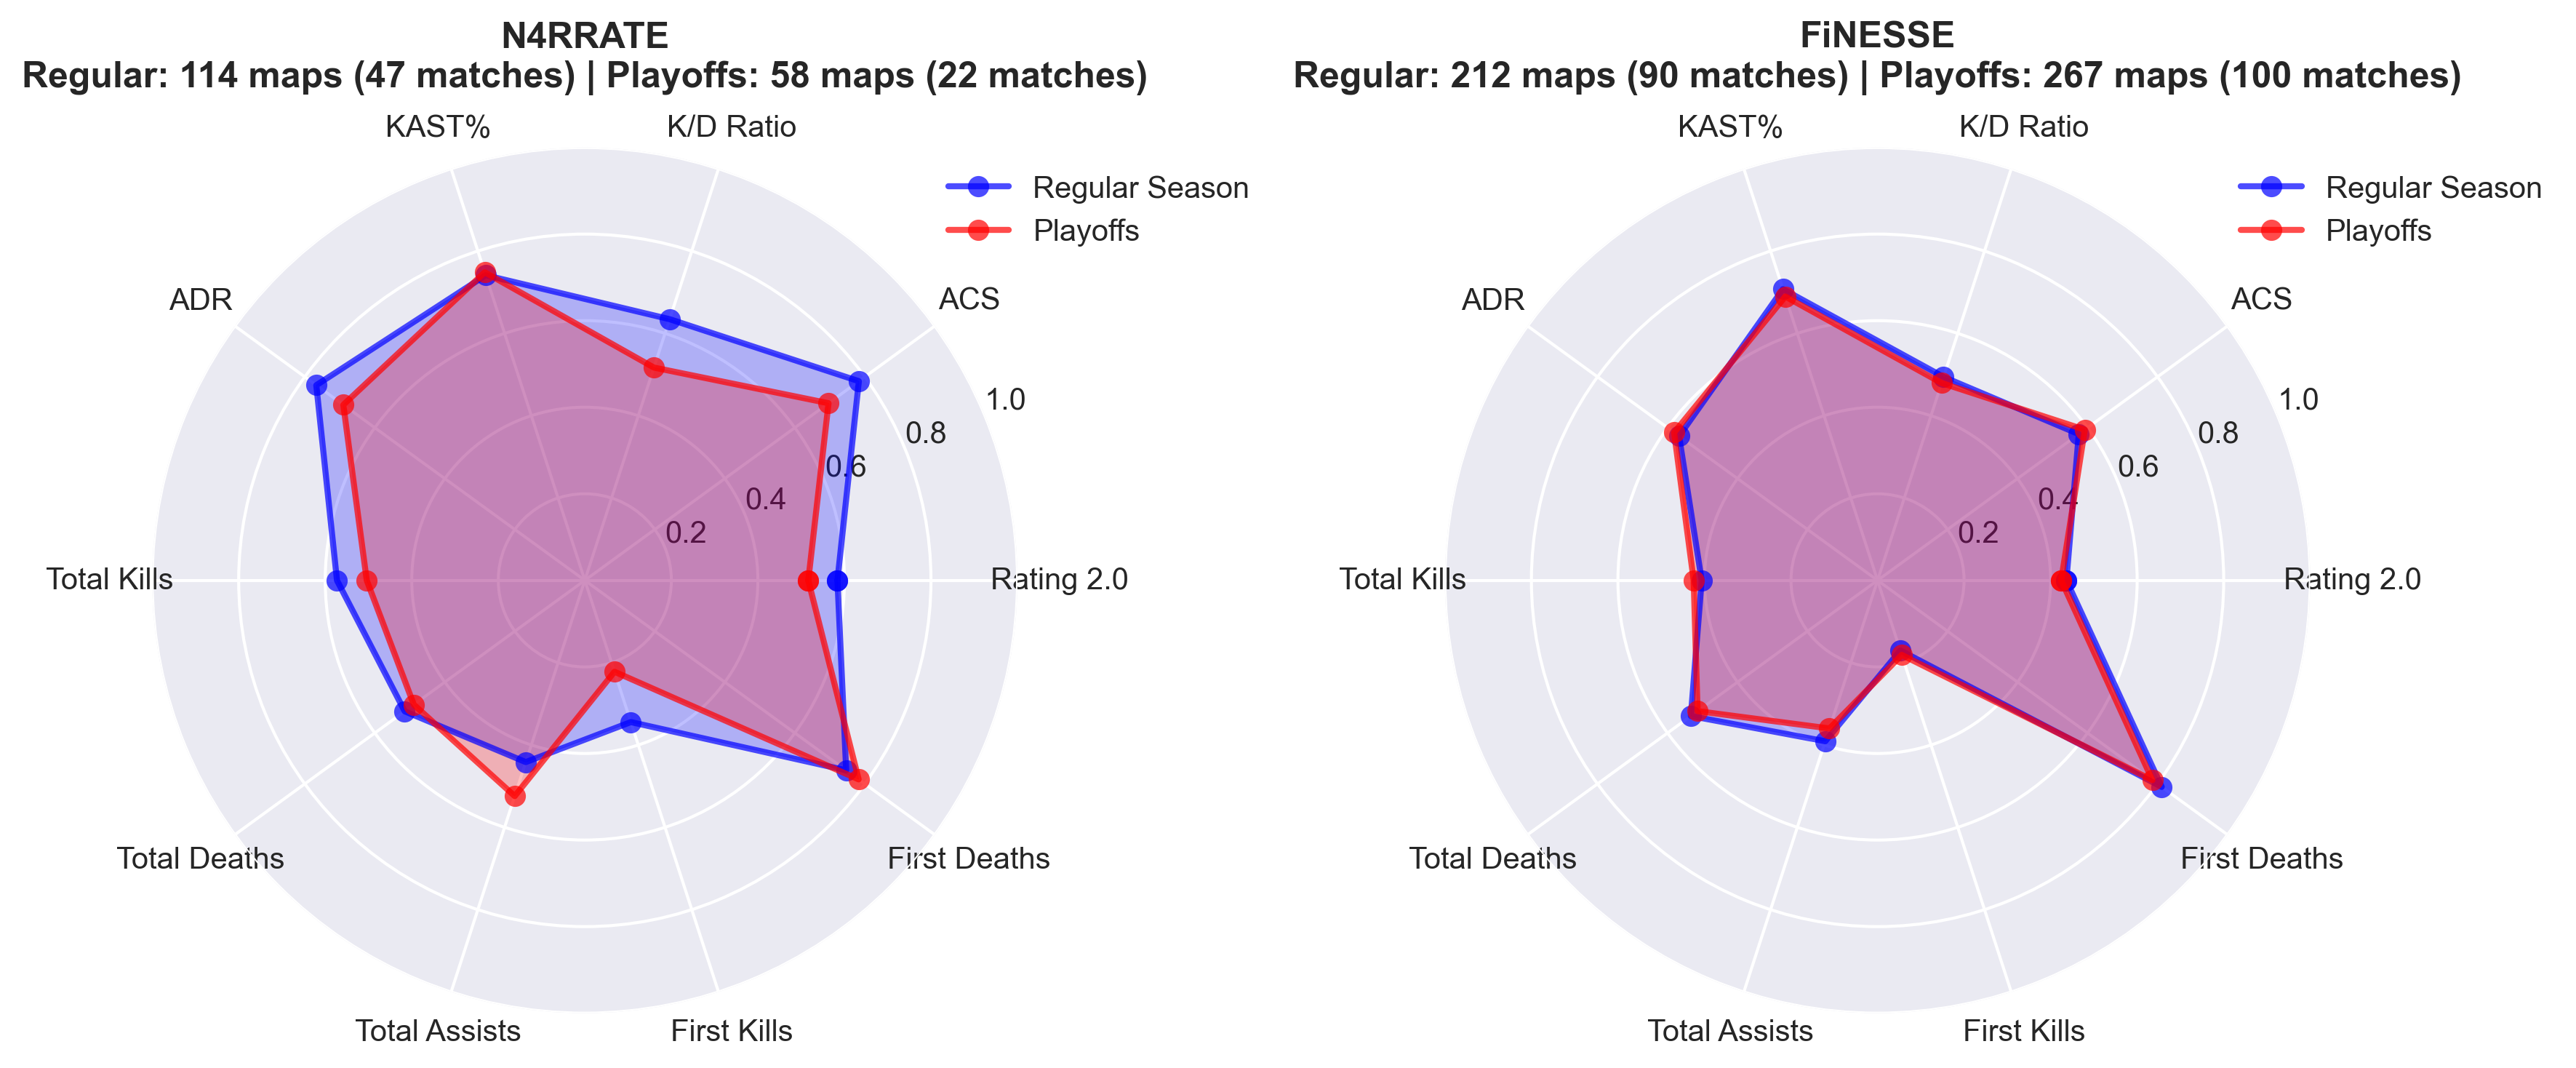 N4RRATE
Regular: 114 maps (47 matches) | Playoffs: 58 maps (22 matches)
KAST%
K/D Ratio
Regular Season
Playoffs
ADR
ACS
1.0
0.8
0.6
0.4
0.2
Total Kills
Rating 2.0
Total Deaths
First Deaths
Total Assists
First Kills
FiNESSE
Regular: 212 maps (90 matches) | Playoffs: 267 maps (100 matches)
KAST%
K/D Ratio
Regular Season
Playoffs
ADR
ACS
1.0
0.8
0.6
0.4
0.2
Total Kills
Rating 2.0
Total Deaths
First Deaths
Total Assists
First Kills